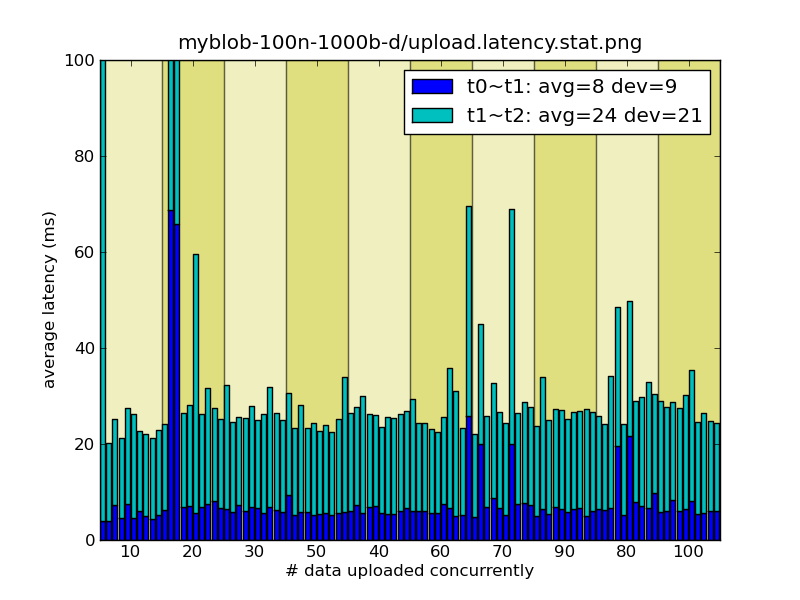 myblob-100n-1000b-d/upload.latency.stat.png
t0~t1: avg=8 dev=9
t1~t2: avg=24 dev=21
average latency (ms)
100
80
60
40
20
0
10 20 30 50 40 60 70 90 80 100
# data uploaded concurrently